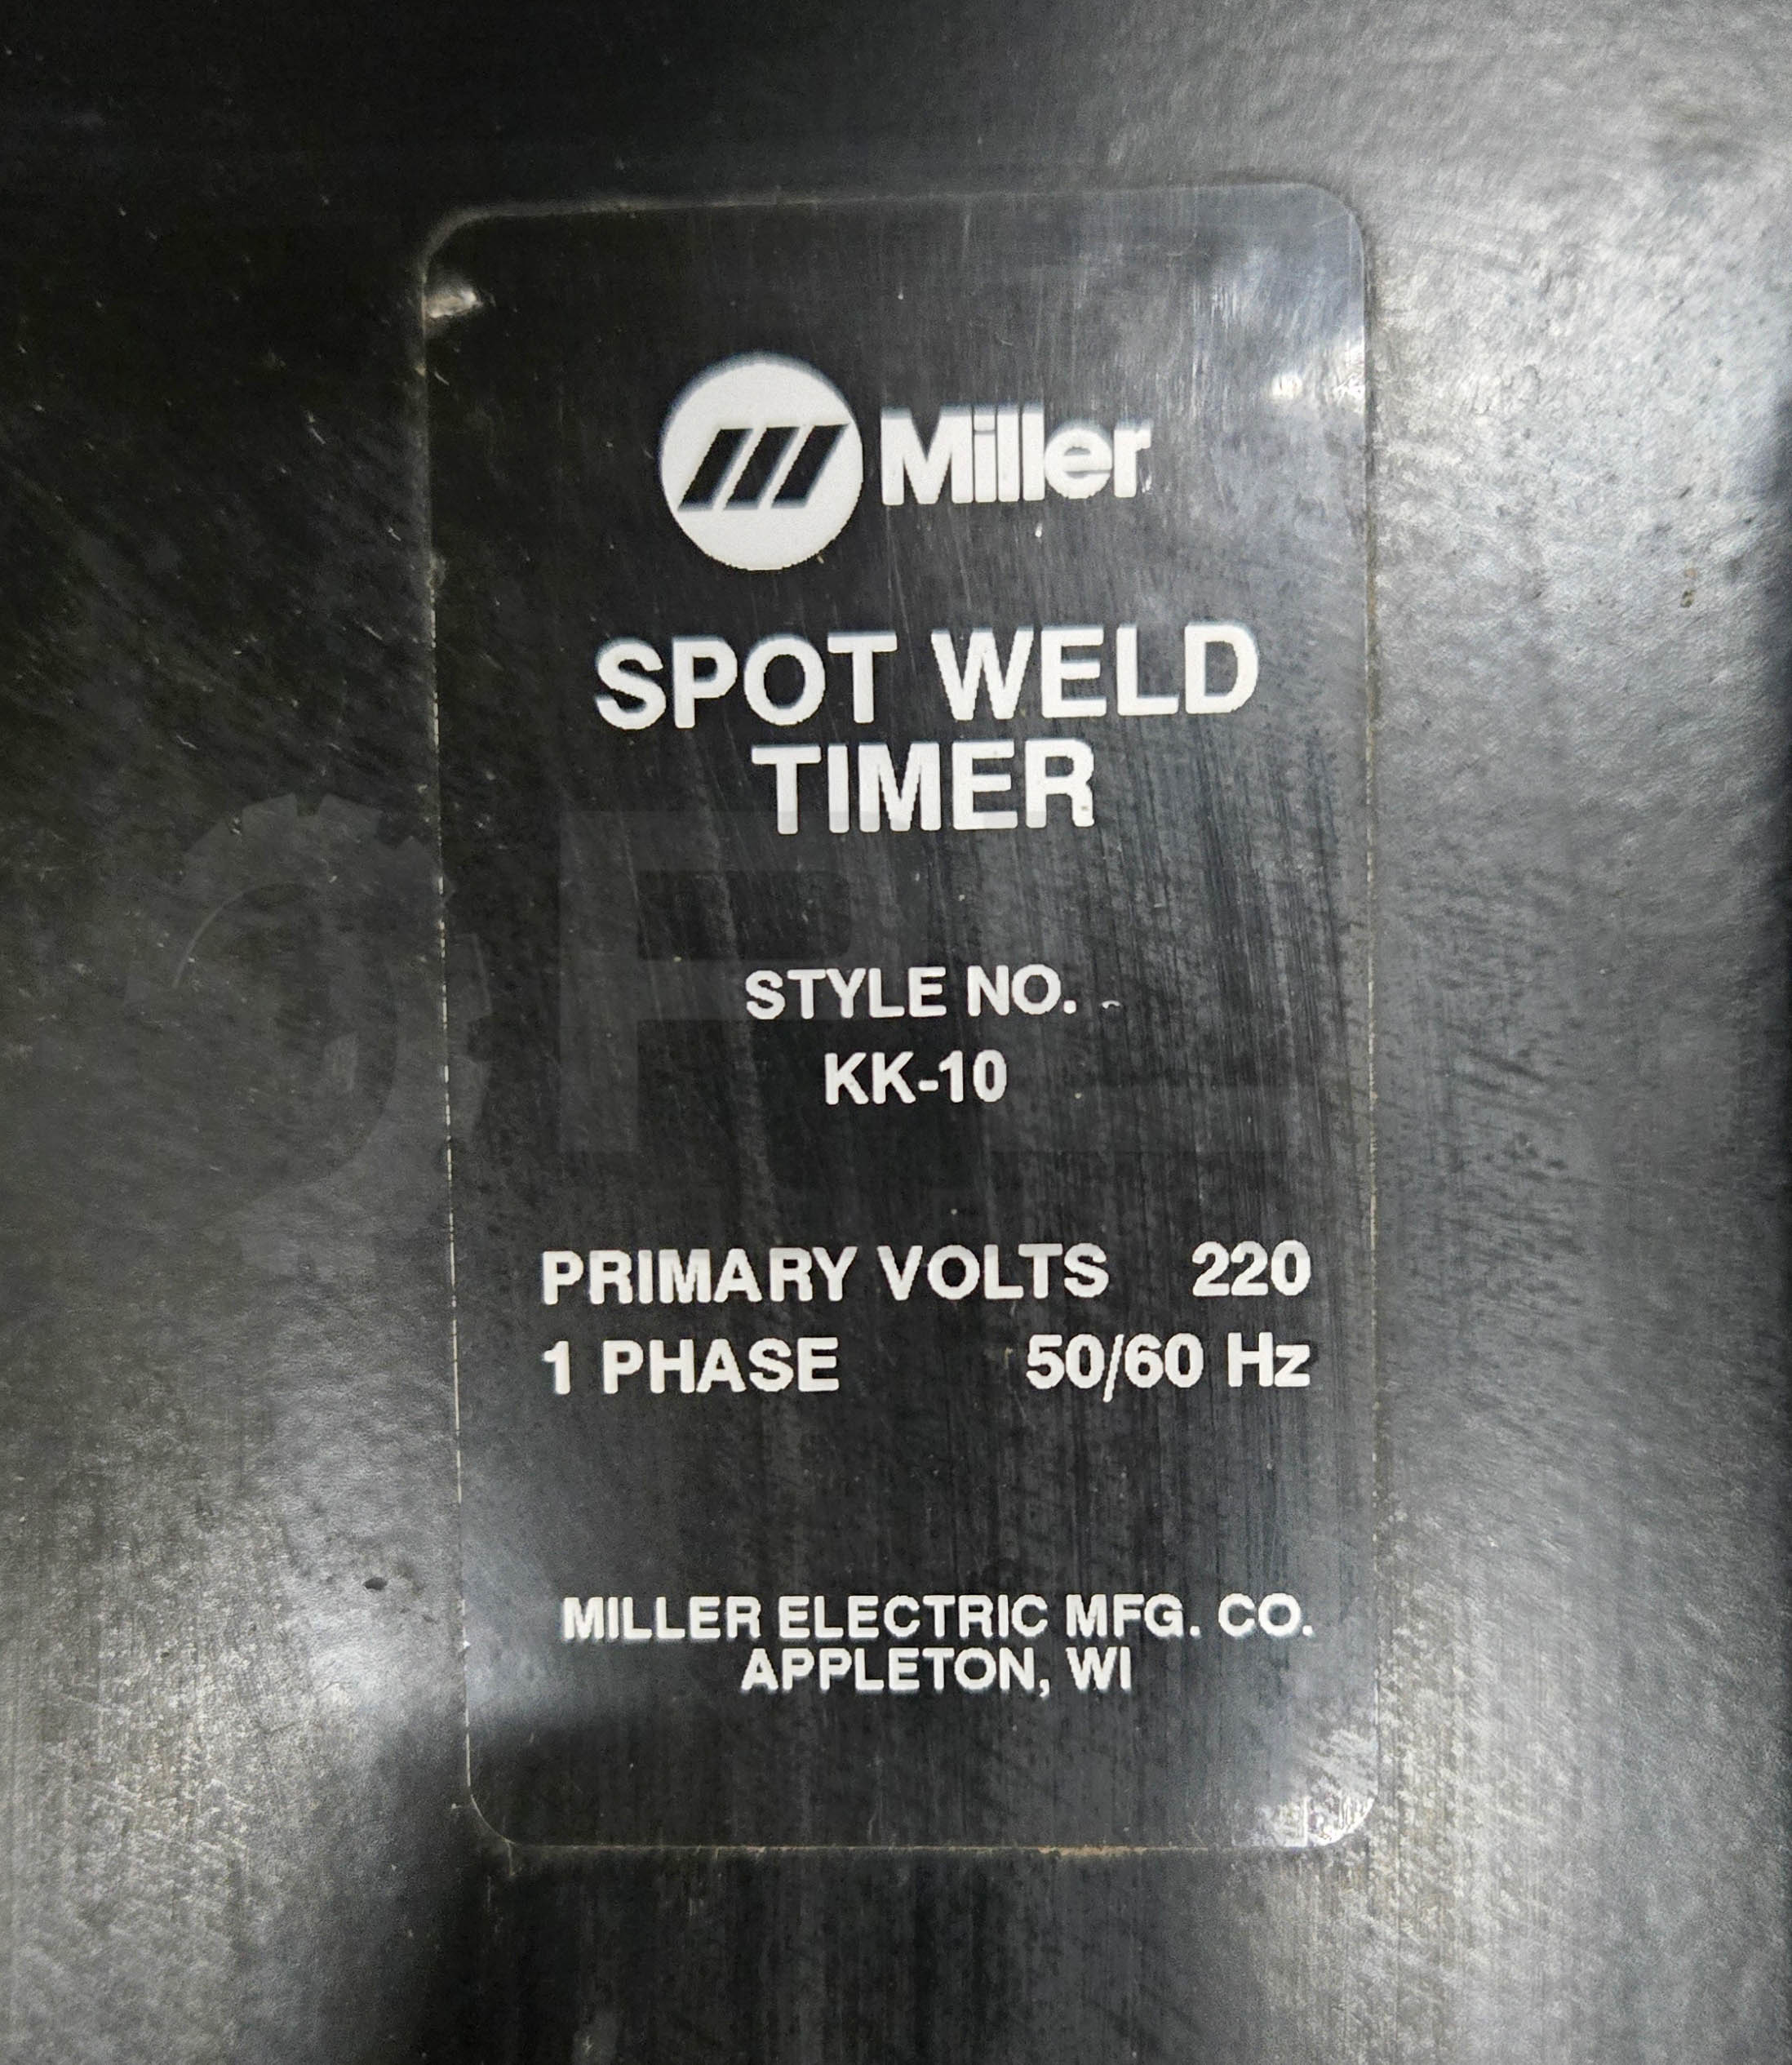 Miller
SPOT WELD
TIMER
STYLE NO.
KK-10
PRIMARY VOLTS 220
1 PHASE 50/60 Hz
MILLER ELECTRIC MFG. CO.
APPLETON, WI